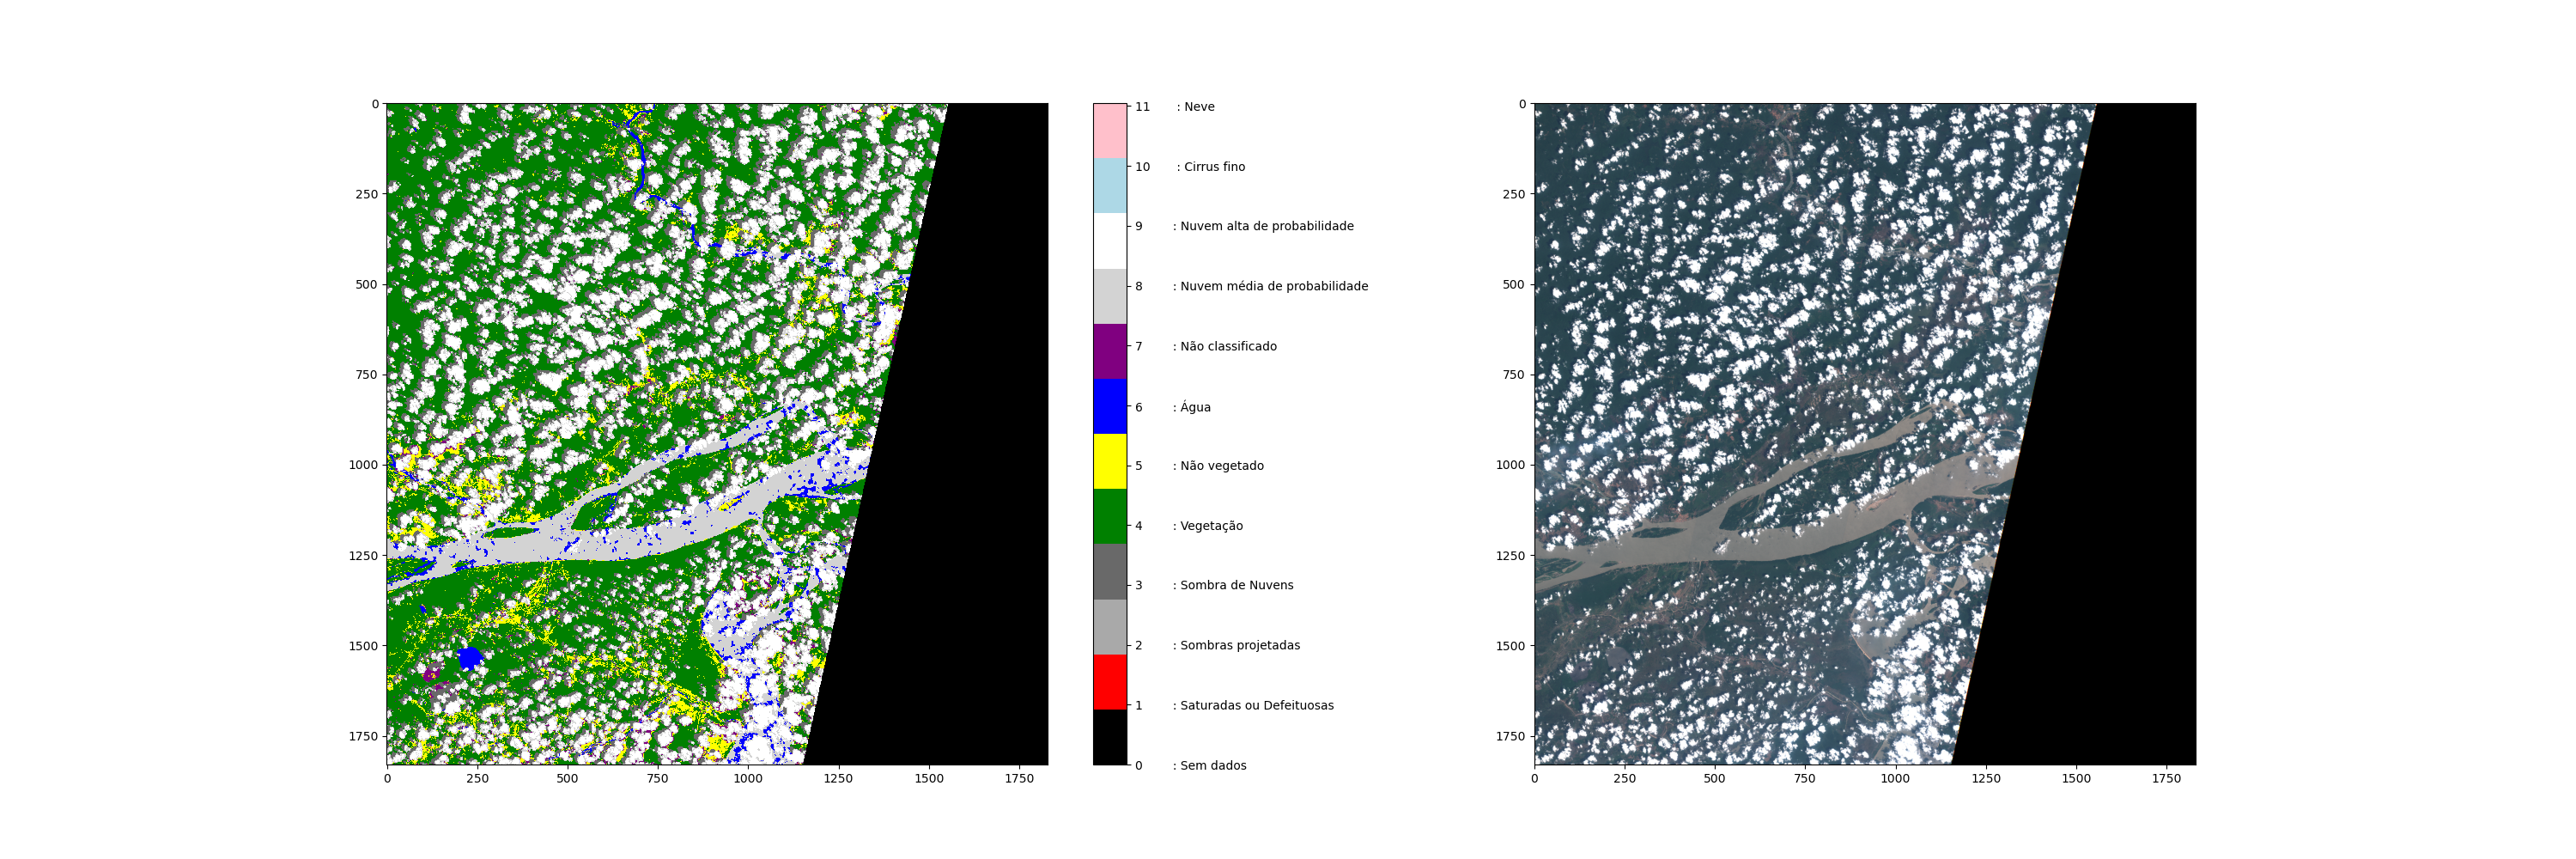 0
250
500
750
1000
1250
1500
1750
0 250 500 750 1000 1250 1500 1750
11 : Neve
10 : Cirrus fino
9 : Nuvem alta de probabilidade
8 : Nuvem média de probabilidade
7 : Não classificado
6 : Água
5 : Não vegetado
4 : Vegetação
3 : Sombra de Nuvens
2 : Sombras projetadas
1 : Saturadas ou Defeituosas
0 : Sem dados
0
250
500
750
1000
1250
1500
1750
0 250 500 750 1000 1250 1500 1750